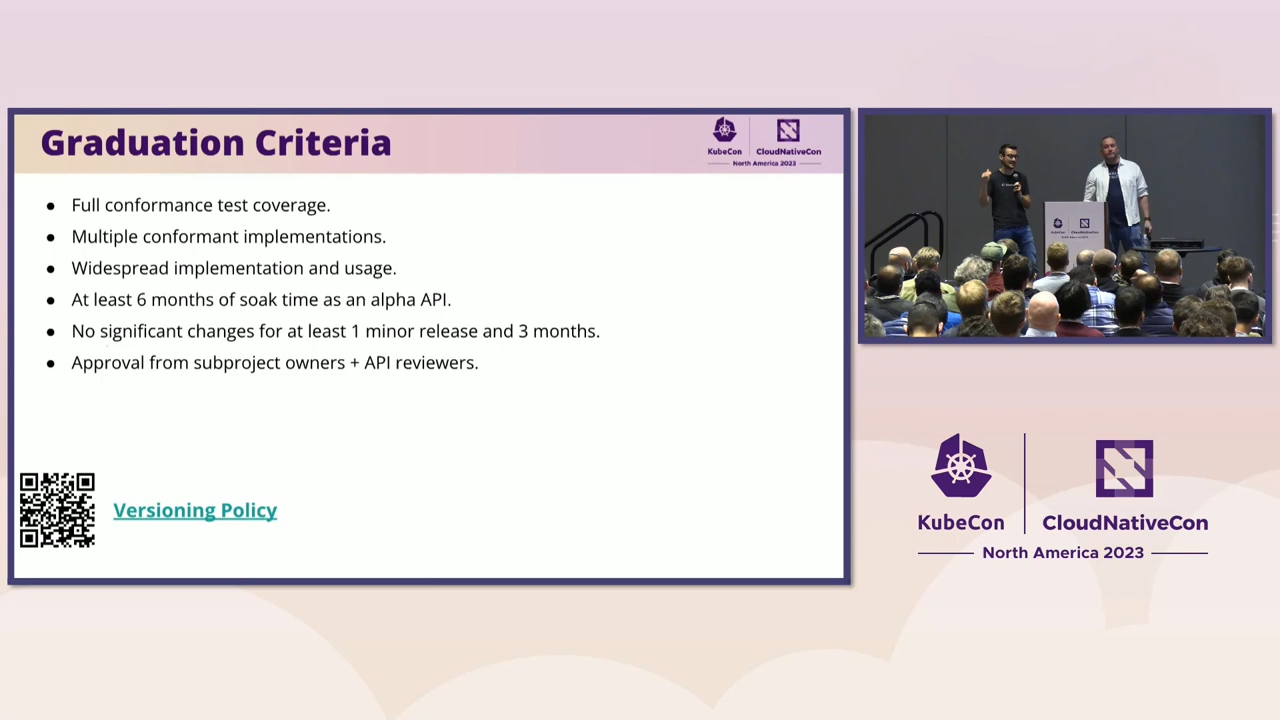 Graduation Criteria
KubeCon
CloudNativeCon
North America 2023
● Full conformance test coverage.
● Multiple conformant implementations.
● Widespread implementation and usage.
● At least 6 months of soak time as an alpha API.
● No significant changes for at least 1 minor release and 3 months.
● Approval from subproject owners + API reviewers.
Versioning Policy
KubeCon
CloudNativeCon
North America 2023